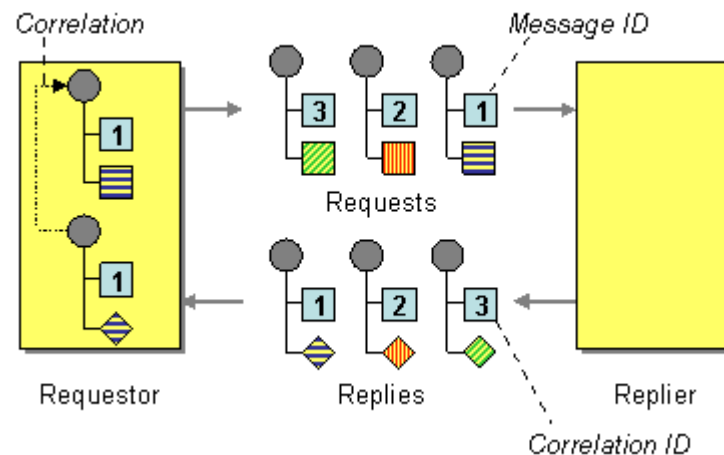 Correlation
Message ID
3 2 1
1
Requests
1
1 2 3
Requestor
Replies
Replier
Correlation ID